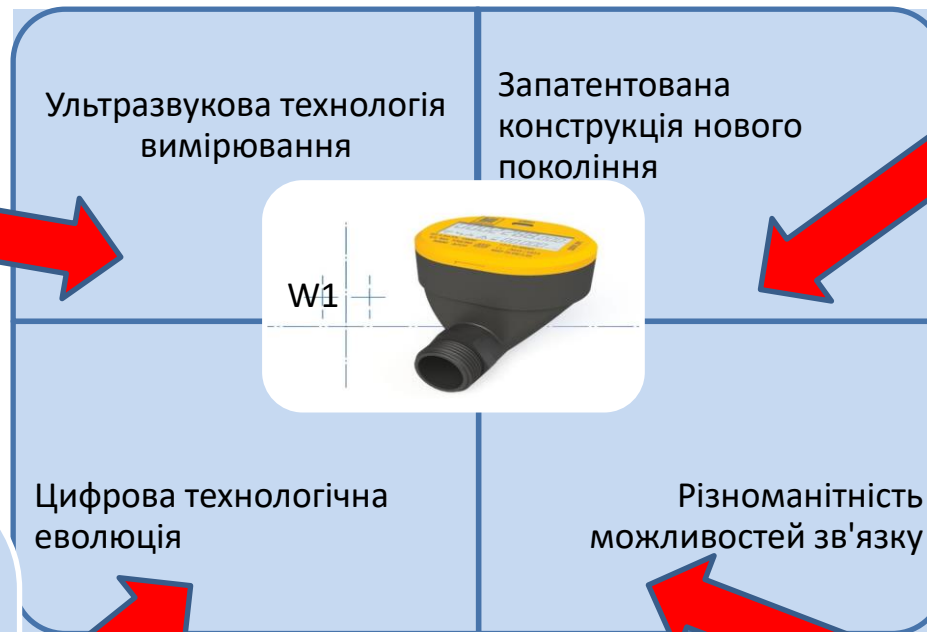 Ультразвукова технологія
вимірювання
Запатентована
конструкція нового
покоління
W1
Цифрова технологічна
еволюція
Різноманітність
можливостей зв'язку